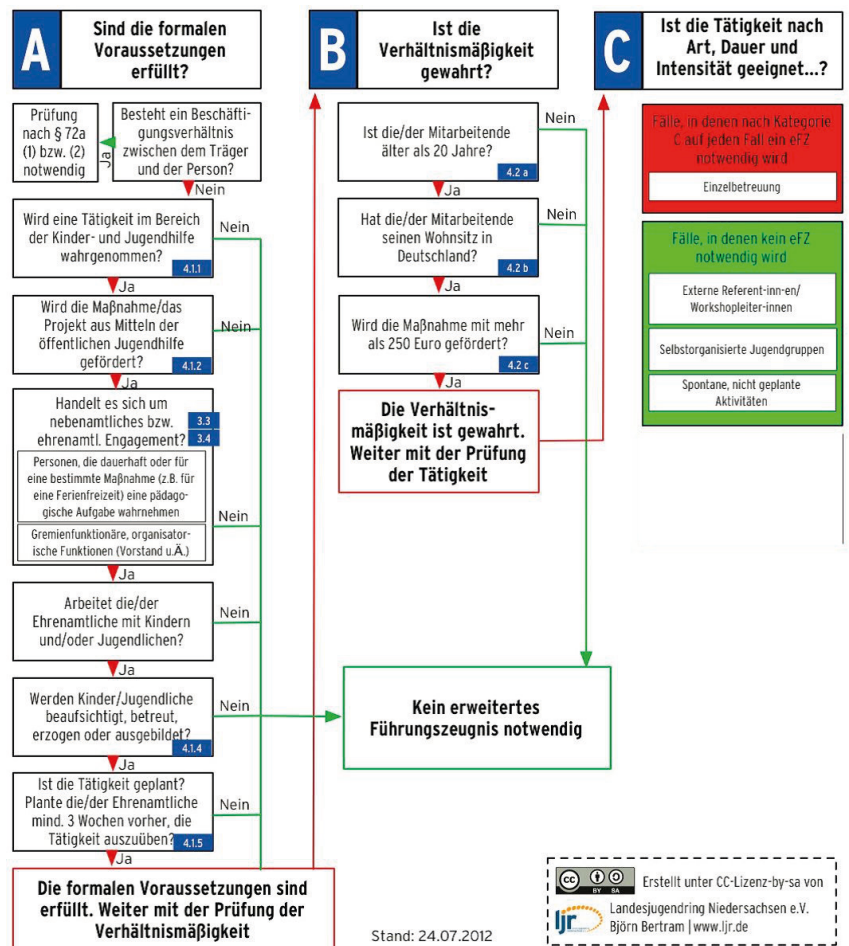 A
Sind die formalen
Voraussetzungen
erfüllt?
Prüfung
nach § 72a
(1) bzw. (2)
notwendig
Ja
Besteht ein Beschäfti-
gungsverhältnis
zwischen dem Träger
und der Person?
Nein
Wird eine Tätigkeit im Bereich
der Kinder- und Jugendhilfe
wahrgenommen?
4.1.1
Nein
Ja
Wird die Maßnahme/das
Projekt aus Mitteln der
öffentlichen Jugendhilfe
gefördert?
4.1.2
Nein
Ja
Handelt es sich um
nebenamtliches bzw.
ehrenamtl. Engagement?
3.3
3.4
Personen, die dauerhaft oder für
eine bestimmte Maßnahme (z.B. für
eine Ferienfreizeit) eine pädago-
gische Aufgabe wahrnehmen
Gremienfunktionäre, organisator-
ische Funktionen (Vorstand u.Ä.)
Nein
Ja
Arbeitet die/der
Ehrenamtliche mit Kindern
und/oder Jugendlichen?
Nein
Ja
Werden Kinder/Jugendliche
beaufsichtigt, betreut,
erzogen oder ausgebildet?
4.1.4
Nein
Ja
Ist die Tätigkeit geplant?
Plante die/der Ehrenamtliche
mind. 3 Wochen vorher, die
Tätigkeit auszuüben?
4.1.5
Nein
Ja
Die formalen Voraussetzungen sind
erfüllt. Weiter mit der Prüfung der
Verhältnismäßigkeit
B
Ist die
Verhältnismäßigkeit
gewahrt?
Ist die/der Mitarbeitende
älter als 20 Jahre?
4.2 a
Nein
Ja
Hat die/der Mitarbeitende
seinen Wohnsitz in
Deutschland?
4.2 b
Nein
Ja
Wird die Maßnahme mit mehr
als 250 Euro gefördert?
4.2 c
Nein
Ja
Die Verhältnis-
mäßigkeit ist gewahrt.
Weiter mit der Prüfung
der Tätigkeit
Kein erweitertes
Führungszeugnis notwendig
C
Ist die Tätigkeit nach
Art, Dauer und
Intensität geeignet...?
Fälle, in denen nach Kategorie
C auf jeden Fall ein eFZ
notwendig wird
Einzelbetreuung
Fälle, in denen kein eFZ
notwendig wird
Externe Referent-inn-en/
Workshopleiter-innen
Selbstorganisierte Jugendgruppen
Spontane, nicht geplante
Aktivitäten
Stand: 24.07.2012
cc
BY SA
Erstellt unter CC-Lizenz-by-sa von
ljr
Landesjugendring Niedersachsen e.V.
Björn Bertram | www.ljr.de